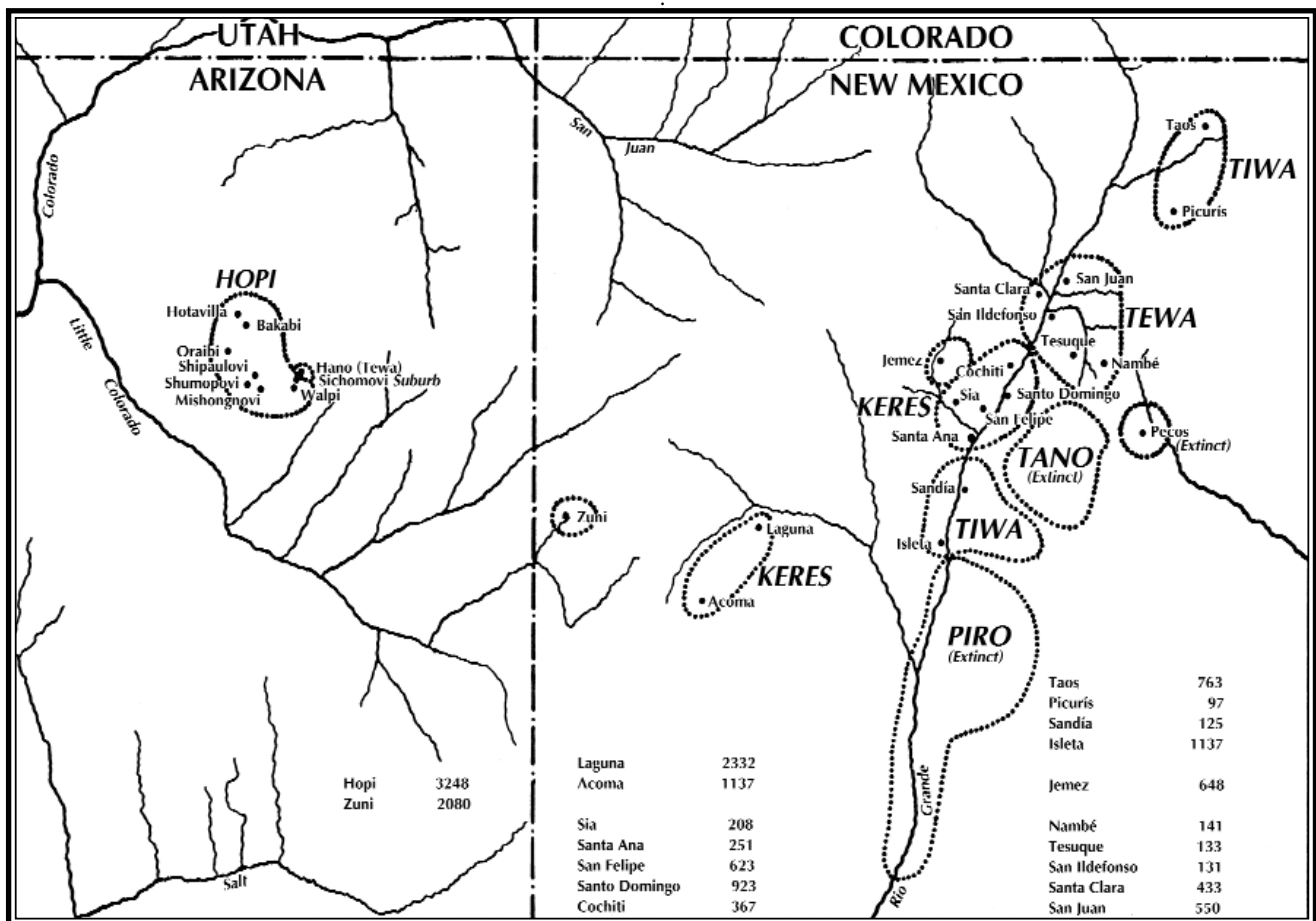 UTAH
COLORADO
ARIZONA
NEW MEXICO
San
Juan
Colorado
Taos
TIWA
Picurís
HOPI
Hotavilla
Bakabi
Oraibi
Shipaulovi
Shumopovi
Mishongnovi
Hano (Tewa)
Sichomovi Suburb
Walpi
Little
Colorado
San Juan
Santa Clara
San Ildefonso
TEWA
Tesuque
Nambé
Jemez
Cochiti
Santo Domingo
KERES
Sia
San Felipe
Santa Ana
Pecos
(Extinct)
TANO
(Extinct)
Sandía
TIWA
Isleta
Zuni
Laguna
KERES
Acoma
PIRO
(Extinct)
Rio
Grande
Salt
Hopi 3248
Zuni 2080
Laguna 2332
Acoma 1137
Sia 208
Santa Ana 251
San Felipe 623
Santo Domingo 923
Cochiti 367
Taos 763
Picurís 97
Sandía 125
Isleta 1137
Jemez 648
Nambé 141
Tesuque 133
San Ildefonso 131
Santa Clara 433
San Juan 550